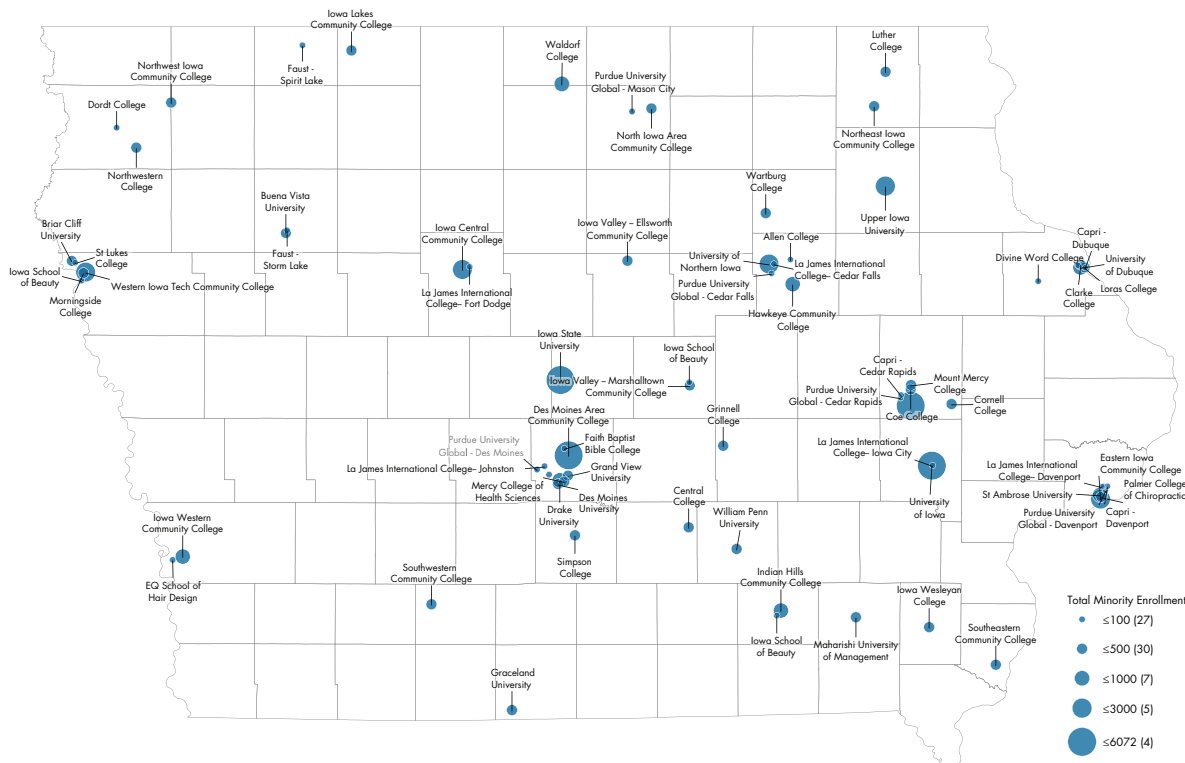 Iowa Lakes
Community College
Faust -
Spirit Lake
Northwest Iowa
Community College
Dordt College
Northwestern
College
Waldorf
College
Purdue University
Global - Mason City
North Iowa Area
Community College
Luther
College
Northeast Iowa
Community College
Wartburg
College
Upper Iowa
University
Buena Vista
University
Faust -
Storm Lake
Briar Cliff
University
St Lukes
College
Iowa School
of Beauty
Western Iowa Tech Community College
Morningside
College
Iowa Central
Community College
La James International
College– Fort Dodge
Iowa Valley – Ellsworth
Community College
Allen College
University of
Northern Iowa
La James International
College– Cedar Falls
Purdue University
Global - Cedar Falls
Hawkeye Community
College
Capri -
Dubuque
Divine Word College
University
of Dubuque
Loras College
Clarke
College
Iowa State
University
Iowa School
of Beauty
Iowa Valley – Marshalltown
Community College
Capri -
Cedar Rapids
Mount Mercy
College
Purdue University
Global - Cedar Rapids
Cornell
College
Coe College
Des Moines Area
Community College
Grinnell
College
Purdue University
Global - Des Moines
Faith Baptist
Bible College
La James International College– Johnston
Grand View
University
Mercy College of
Health Sciences
Des Moines
University
Drake
University
La James International
College– Iowa City
University
of Iowa
Eastern Iowa
Community College
La James International
College– Davenport
Palmer College
of Chiropractic
St Ambrose University
Purdue University
Global - Davenport
Capri -
Davenport
Central
College
William Penn
University
Simpson
College
Iowa Western
Community College
EQ School of
Hair Design
Southwestern
Community College
Indian Hills
Community College
Iowa School
of Beauty
Maharishi University
of Management
Iowa Wesleyan
College
Southeastern
Community College
Graceland
University
Total Minority Enrollment
≤100 (27)
≤500 (30)
≤1000 (7)
≤3000 (5)
≤6072 (4)